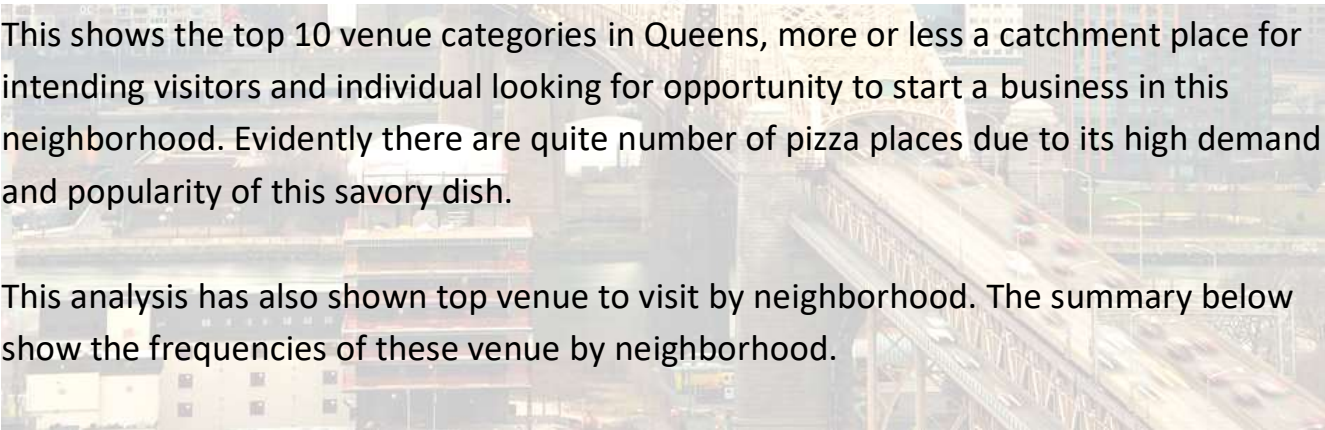 This shows the top 10 venue categories in Queens, more or less a catchment place for
intending visitors and individual looking for opportunity to start a business in this
neighborhood. Evidently there are quite number of pizza places due to its high demand
and popularity of this savory dish.
This analysis has also shown top venue to visit by neighborhood. The summary below
show the frequencies of these venue by neighborhood.